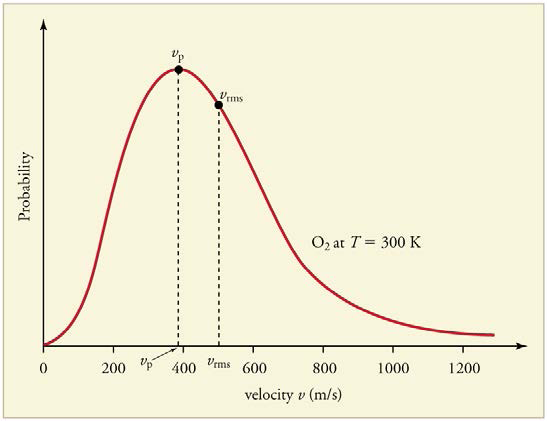 vp
vrms
Probability
O2 at T = 300 K
0 200 vp 400 vrms 600 800 1000 1200
velocity v (m/s)